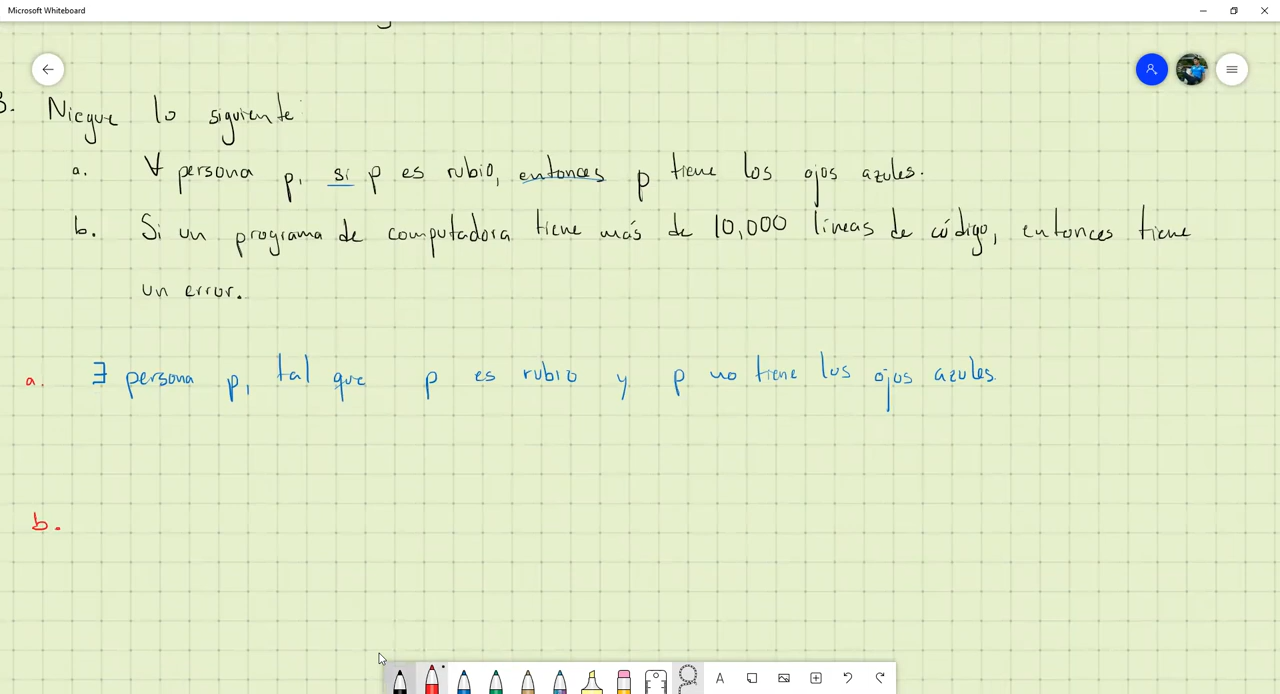 Microsoft Whiteboard
3. Niegue lo siguiente:
a. ∀ persona p, si p es rubio, entonces p tiene los ojos azules.
b. Si un programa de computadora tiene más de 10,000 líneas de código, entonces tiene
un error.
a. ∃ persona p, tal que p es rubio y p no tiene los ojos azules.
b.
A